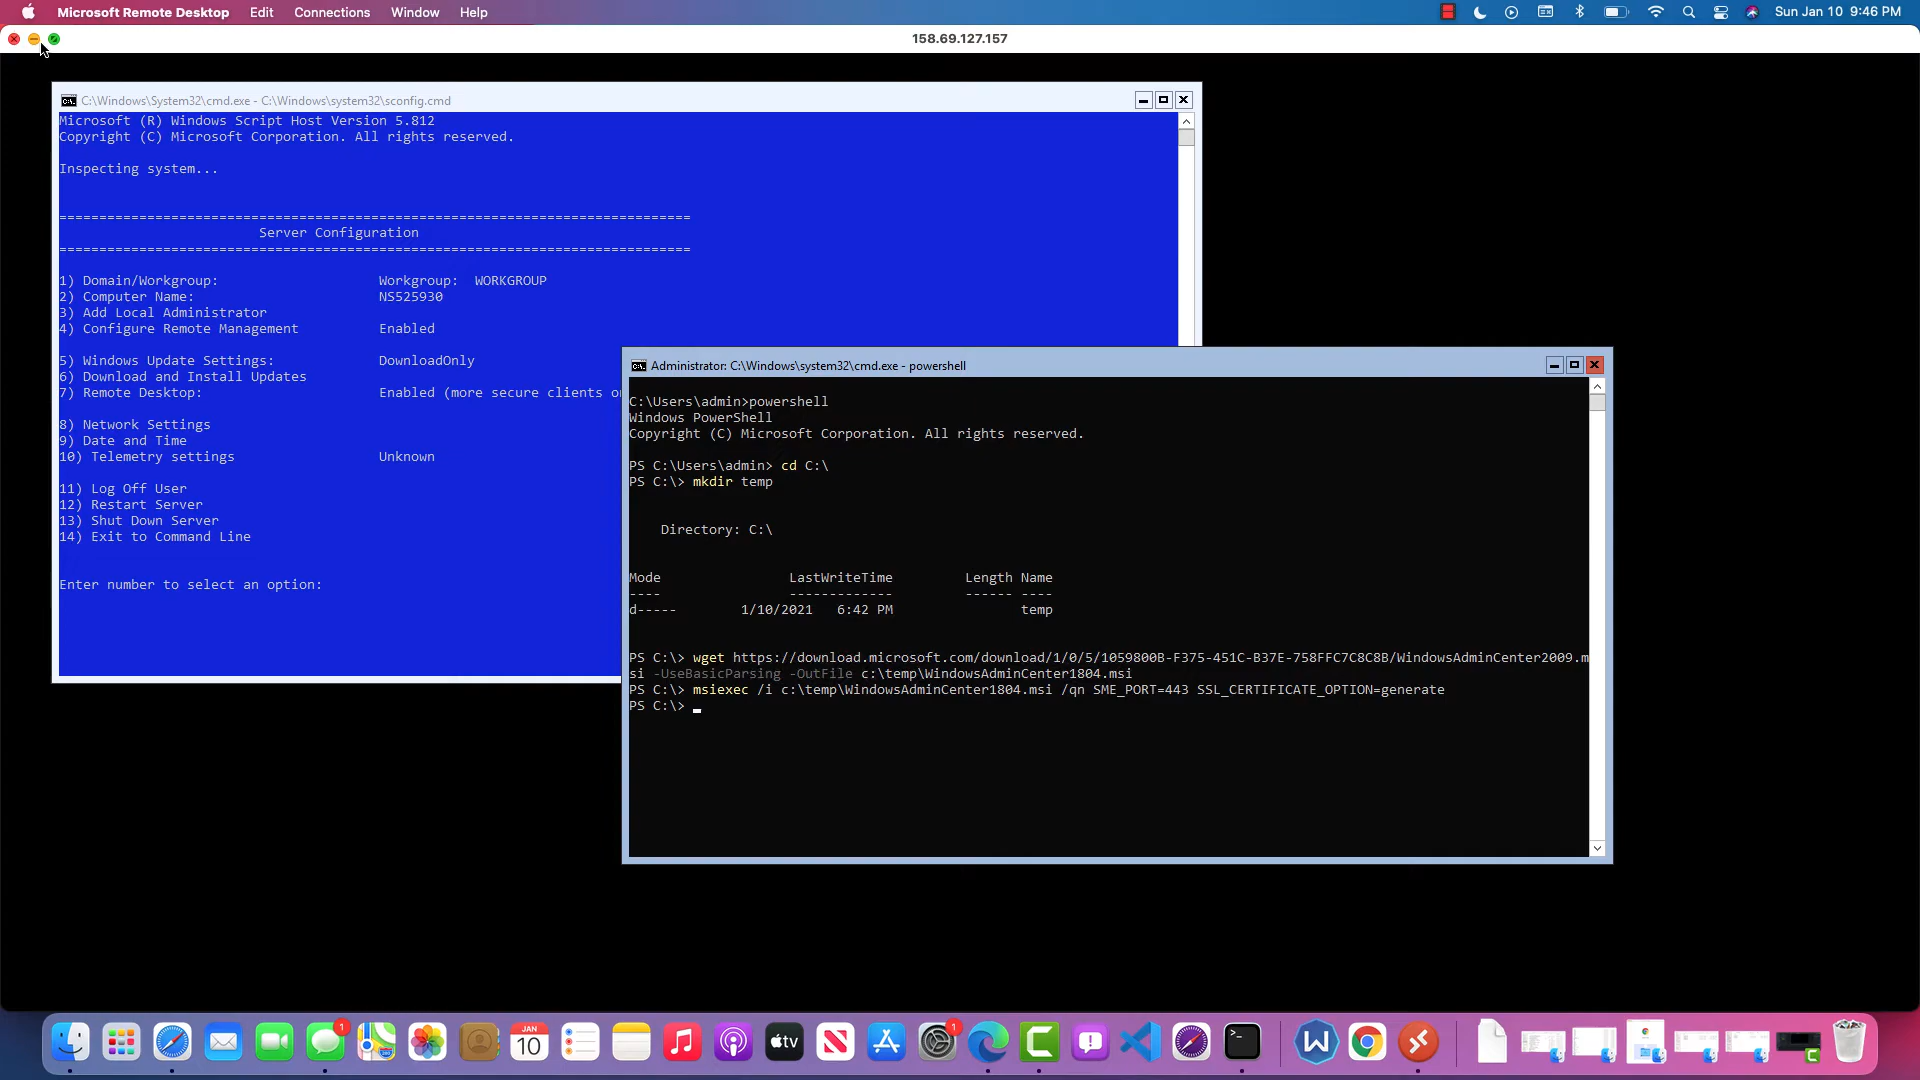 Microsoft Remote Desktop Edit Connections Window Help
Sun Jan 10 9:46 PM
158.69.127.157
C:\Windows\System32\cmd.exe - C:\Windows\system32\sconfig.cmd
Microsoft (R) Windows Script Host Version 5.812
Copyright (C) Microsoft Corporation. All rights reserved.
Inspecting system...
===============================================================================
Server Configuration
===============================================================================
1) Domain/Workgroup: Workgroup: WORKGROUP
2) Computer Name: NS525930
3) Add Local Administrator
4) Configure Remote Management Enabled
5) Windows Update Settings: DownloadOnly
6) Download and Install Updates
7) Remote Desktop: Enabled (more secure clients o
8) Network Settings
9) Date and Time
10) Telemetry settings Unknown
11) Log Off User
12) Restart Server
13) Shut Down Server
14) Exit to Command Line
Enter number to select an option:
Administrator: C:\Windows\system32\cmd.exe - powershell
C:\Users\admin>powershell
Windows PowerShell
Copyright (C) Microsoft Corporation. All rights reserved.
PS C:\Users\admin> cd C:\
PS C:\> mkdir temp
Directory: C:\
Mode LastWriteTime Length Name
---- ------------- ------ ----
d----- 1/10/2021 6:42 PM temp
PS C:\> wget https://download.microsoft.com/download/1/0/5/1059800B-F375-451C-B37E-758FFC7C8C8B/WindowsAdminCenter2009.m
si -UseBasicParsing -OutFile c:\temp\WindowsAdminCenter1804.msi
PS C:\> msiexec /i c:\temp\WindowsAdminCenter1804.msi /qn SME_PORT=443 SSL_CERTIFICATE_OPTION=generate
PS C:\> _
1
JAN
10
tv
1